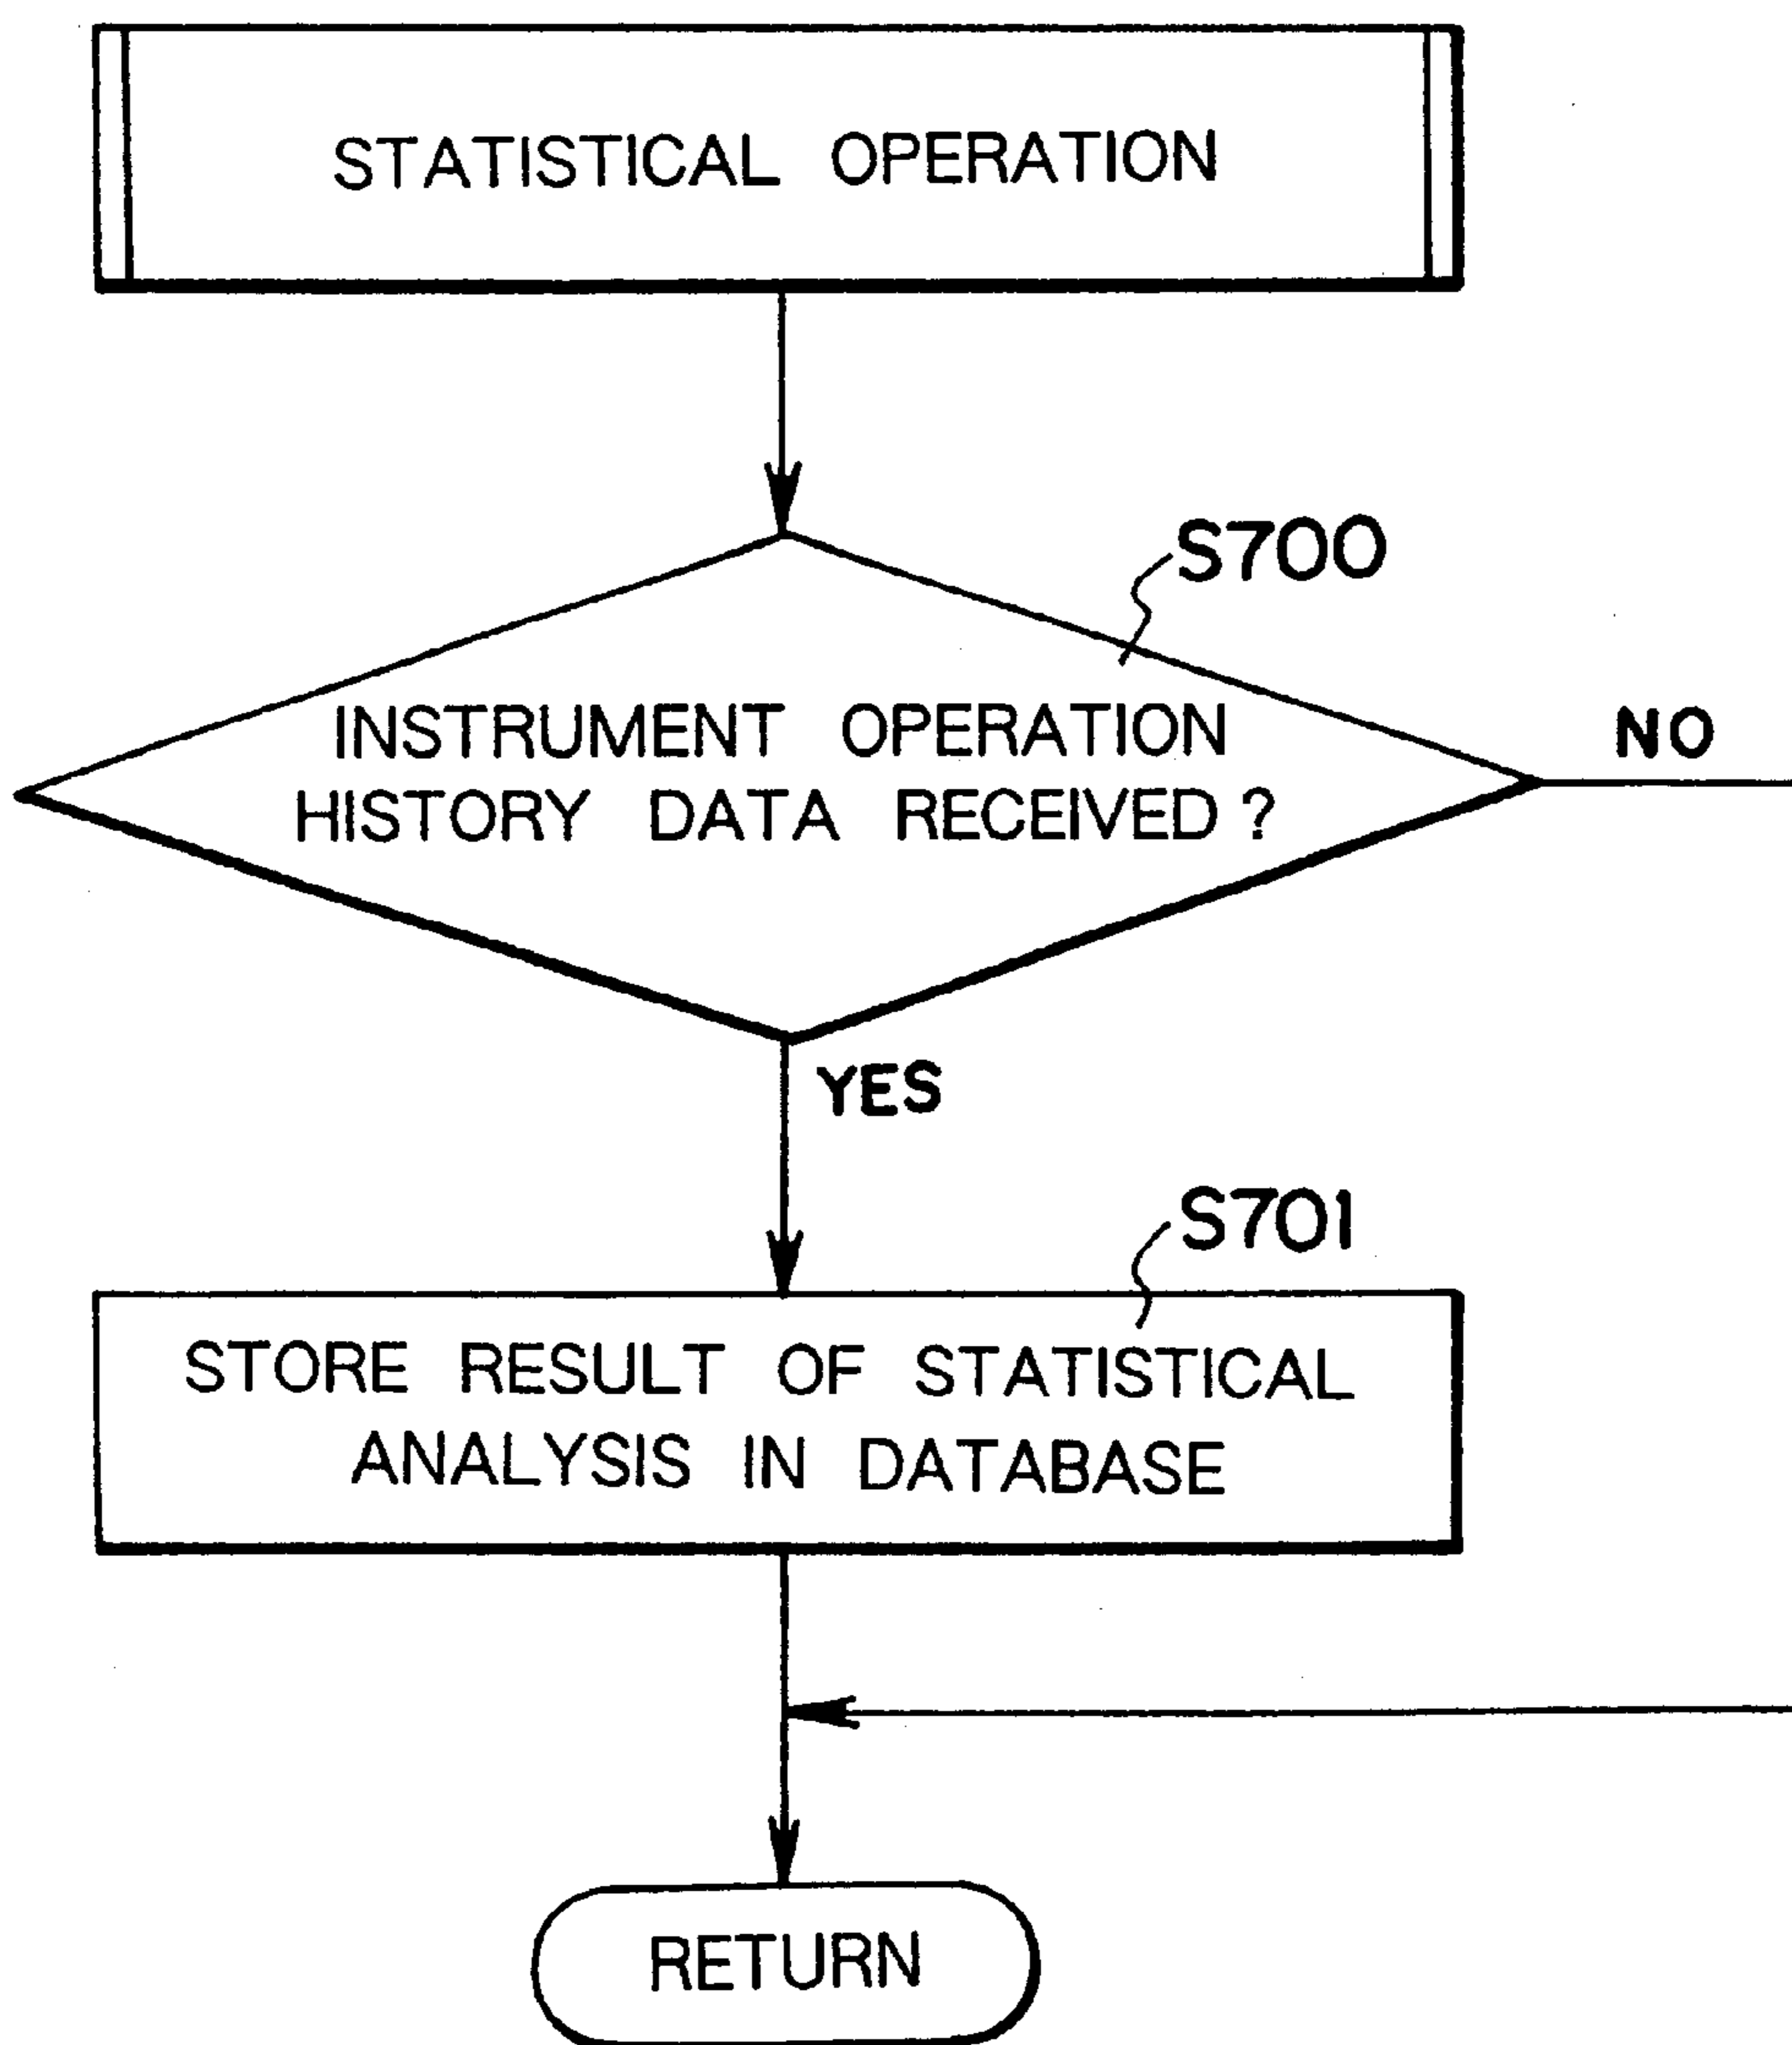 STATISTICAL OPERATION
S700
INSTRUMENT OPERATION
HISTORY DATA RECEIVED ?
NO
YES
S701
STORE RESULT OF STATISTICAL
ANALYSIS IN DATABASE
RETURN